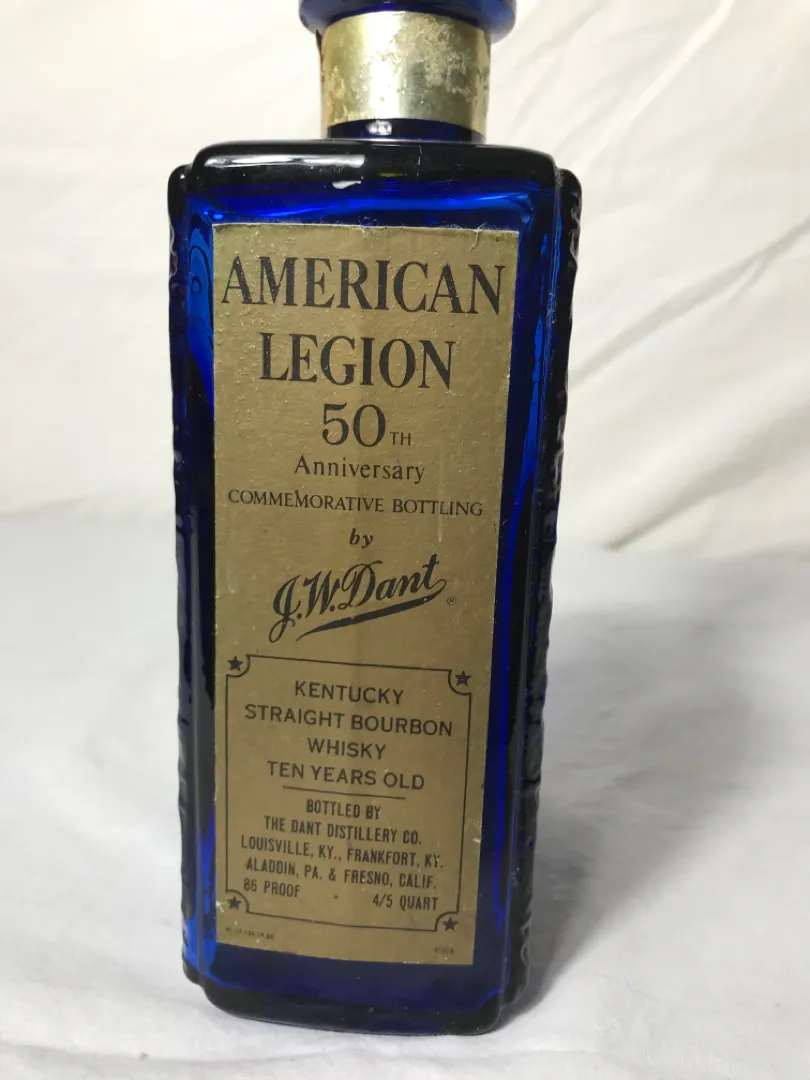 AMERICAN
LEGION
50TH
Anniversary
COMMEMORATIVE BOTTLING
by
J.W. Dant ®
KENTUCKY
STRAIGHT BOURBON
WHISKY
TEN YEARS OLD
BOTTLED BY
THE DANT DISTILLERY CO.
LOUISVILLE, KY., FRANKFORT, KY.
ALADDIN, PA. & FRESNO, CALIF.
86 PROOF 4/5 QUART